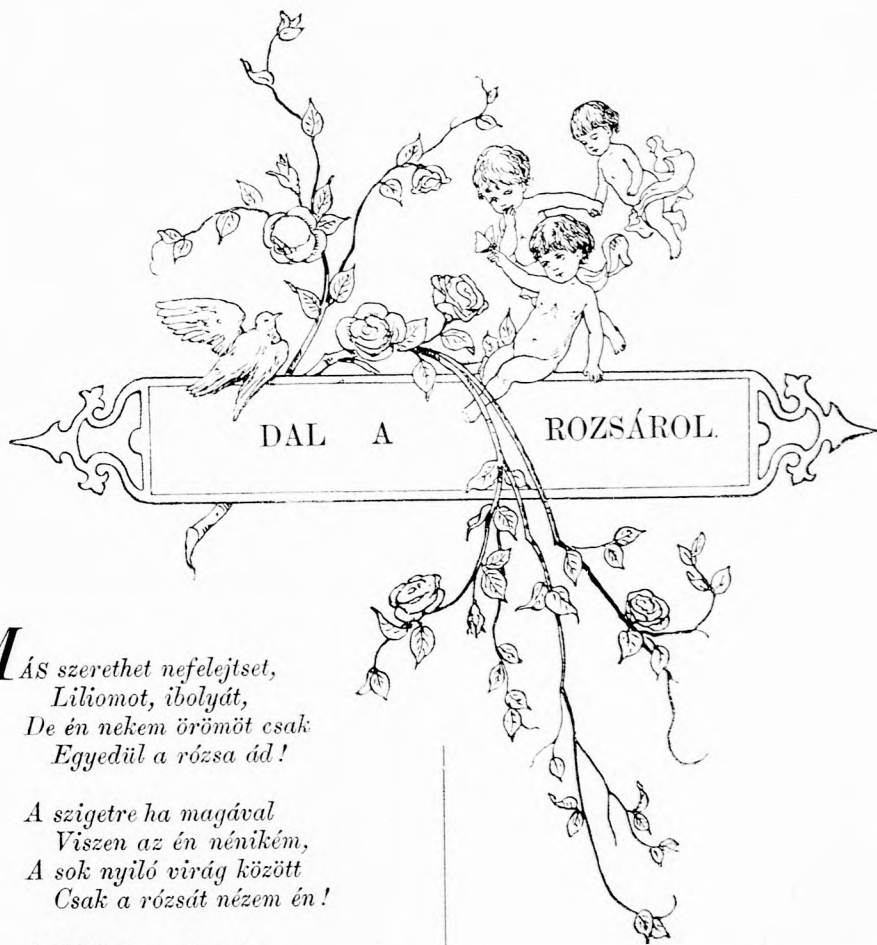 DAL A ROZSÁROL.
MÁS szerethet nefelejtset,
Liliomot, ibolyát,
De én nekem örömöt csak
Egyedül a rózsa ád!
A szigetre ha magával
Viszen az én nénikém,
A sok nyiló virág között
Csak a rózsát nézem én!